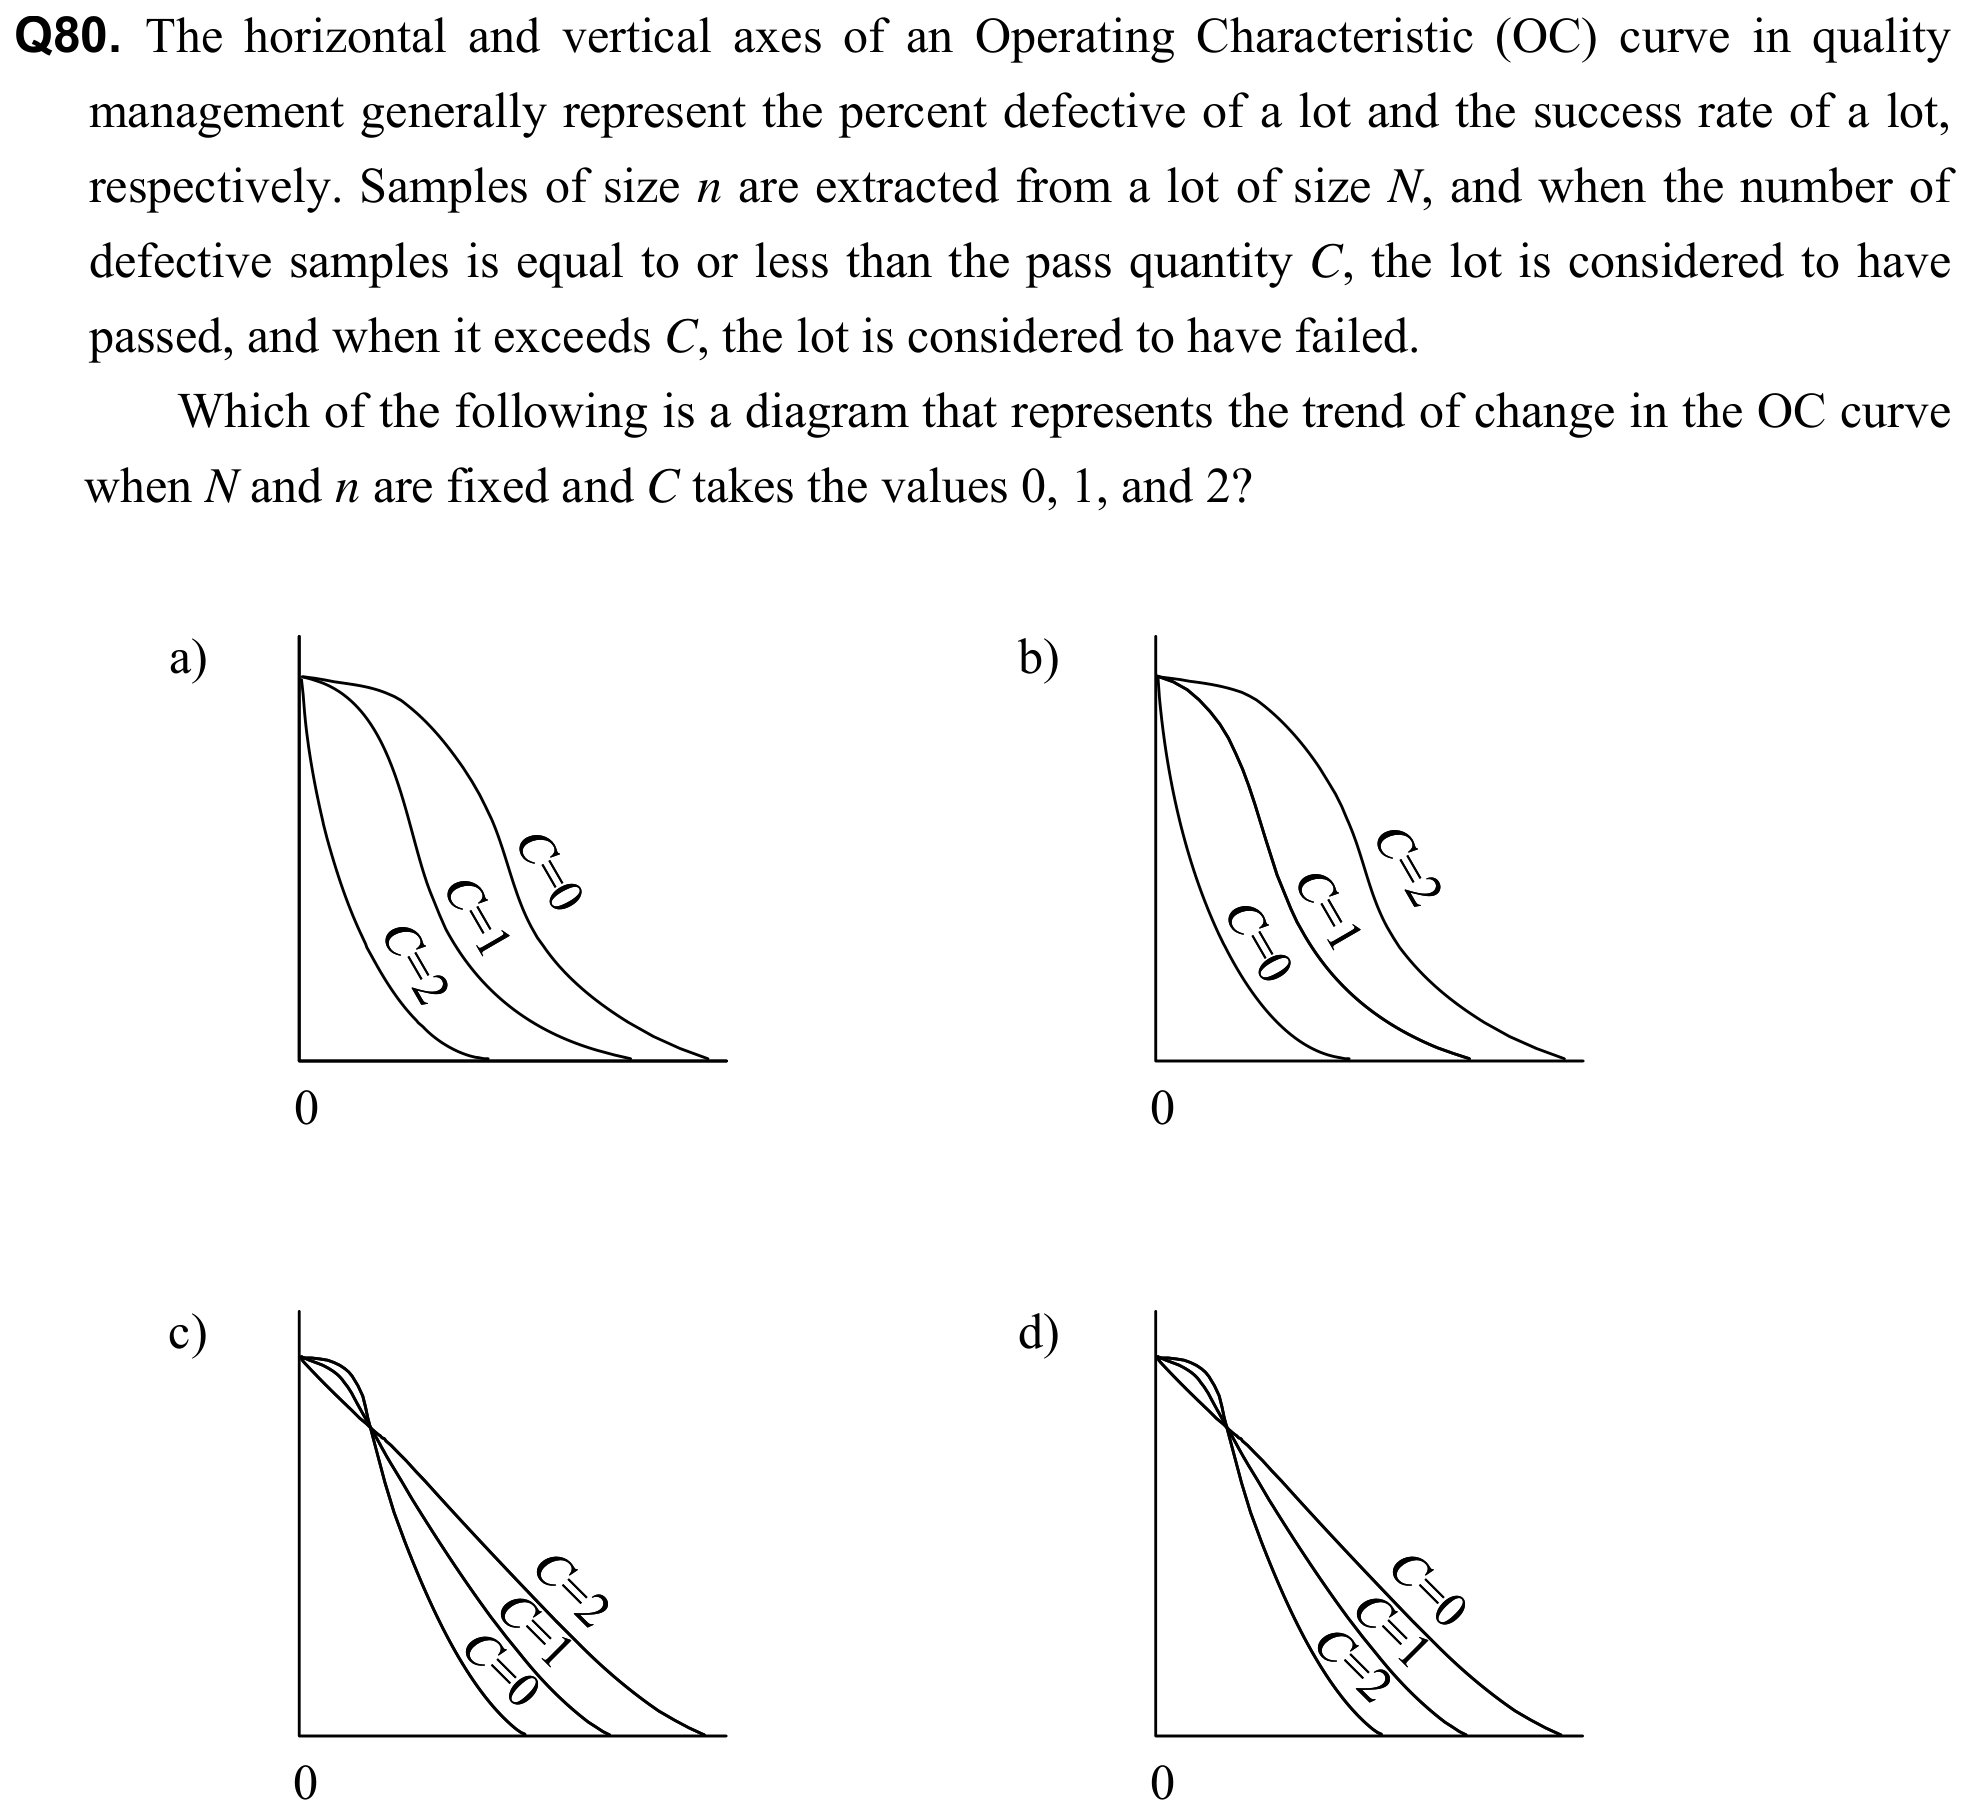 Q80. The horizontal and vertical axes of an Operating Characteristic (OC) curve in quality
management generally represent the percent defective of a lot and the success rate of a lot,
respectively. Samples of size n are extracted from a lot of size N, and when the number of
defective samples is equal to or less than the pass quantity C, the lot is considered to have
passed, and when it exceeds C, the lot is considered to have failed.
Which of the following is a diagram that represents the trend of change in the OC curve
when N and n are fixed and C takes the values 0, 1, and 2?
a)
C=0
C=1
C=2
0
b)
C=2
C=1
C=0
0
c)
C=2
C=1
C=0
0
d)
C=0
C=1
C=2
0